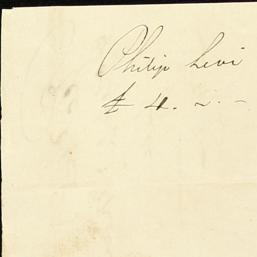 Philip Levi
£ 4. ~. -